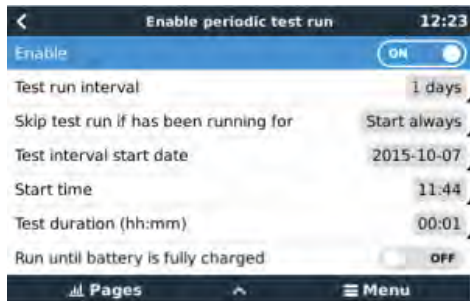 Enable periodic test run 12:23
Enable ON
Test run interval 1 days
Skip test run if has been running for Start always
Test interval start date 2015-10-07
Start time 11:44
Test duration (hh:mm) 00:01
Run until battery is fully charged OFF
Pages Menu